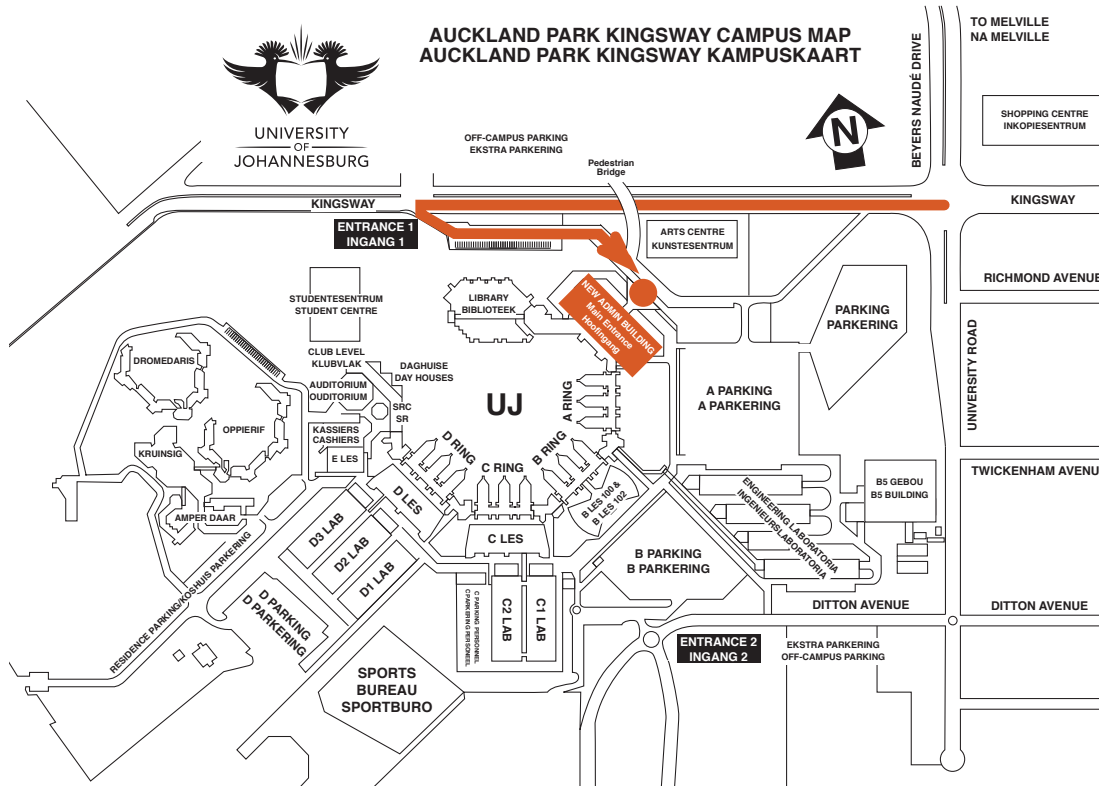 AUCKLAND PARK KINGSWAY CAMPUS MAP
AUCKLAND PARK KINGSWAY KAMPUSKAART
TO MELVILLE
NA MELVILLE
BEYERS NAUDÉ DRIVE
SHOPPING CENTRE
INKOPIESENTRUM
N
UNIVERSITY
OF
JOHANNESBURG
OFF-CAMPUS PARKING
EKSTRA PARKERING
Pedestrian
Bridge
KINGSWAY
KINGSWAY
ENTRANCE 1
INGANG 1
ARTS CENTRE
KUNSTESENTRUM
RICHMOND AVENUE
STUDENTESENTRUM
STUDENT CENTRE
LIBRARY
BIBLIOTEEK
NEW ADMIN BUILDING
Main Entrance
Hoofingang
PARKING
PARKERING
UNIVERSITY ROAD
DROMEDARIS
CLUB LEVEL
KLUBVLAK
DAGHUISE
DAY HOUSES
AUDITORIUM
OUDITORIUM
SRC
SR
UJ
A RING
A PARKING
A PARKERING
OPPIERIF
KASSIERS
CASHIERS
E LES
KRUINSIG
D RING
C RING
B RING
TWICKENHAM AVENUE
B5 GEBOU
B5 BUILDING
AMPER DAAR
D LES
B LES 100 &
B LES 102
ENGINEERING LABORATORIA
INGENIEURSLABORATORIA
D3 LAB
D2 LAB
D1 LAB
C LES
B PARKING
B PARKERING
RESIDENCE PARKING/KOSHUIS PARKERING
D PARKING
D PARKERING
C PARKING PERSONNEL
C PARKERING PERSONEEL
C2 LAB
C1 LAB
DITTON AVENUE
DITTON AVENUE
ENTRANCE 2
INGANG 2
EKSTRA PARKERING
OFF-CAMPUS PARKING
SPORTS
BUREAU
SPORTBURO